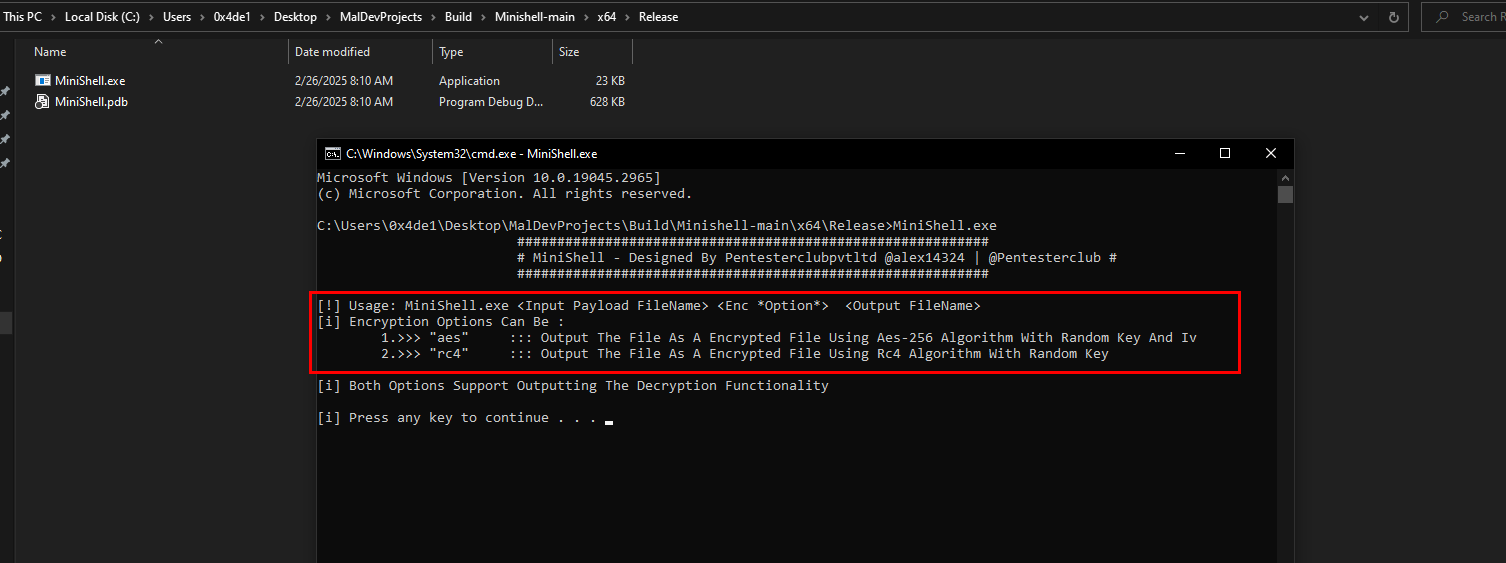 This PC > Local Disk (C:) > Users > 0x4de1 > Desktop > MalDevProjects > Build > Minishell-main > x64 > Release
Search
Name Date modified Type Size
MiniShell.exe 2/26/2025 8:10 AM Application 23 KB
MiniShell.pdb 2/26/2025 8:10 AM Program Debug D... 628 KB
C:\Windows\System32\cmd.exe - MiniShell.exe
Microsoft Windows [Version 10.0.19045.2965]
(c) Microsoft Corporation. All rights reserved.
C:\Users\0x4de1\Desktop\MalDevProjects\Build\Minishell-main\x64\Release>MiniShell.exe
###########################################################
# MiniShell - Designed By Pentesterclubpvtltd @alex14324 | @Pentesterclub #
###########################################################
[!] Usage: MiniShell.exe <Input Payload FileName> <Enc *Option*>  <Output FileName>
[i] Encryption Options Can Be :
1.>>> "aes"     ::: Output The File As A Encrypted File Using Aes-256 Algorithm With Random Key And Iv
2.>>> "rc4"     ::: Output The File As A Encrypted File Using Rc4 Algorithm With Random Key
[i] Both Options Support Outputting The Decryption Functionality
[i] Press any key to continue . . .